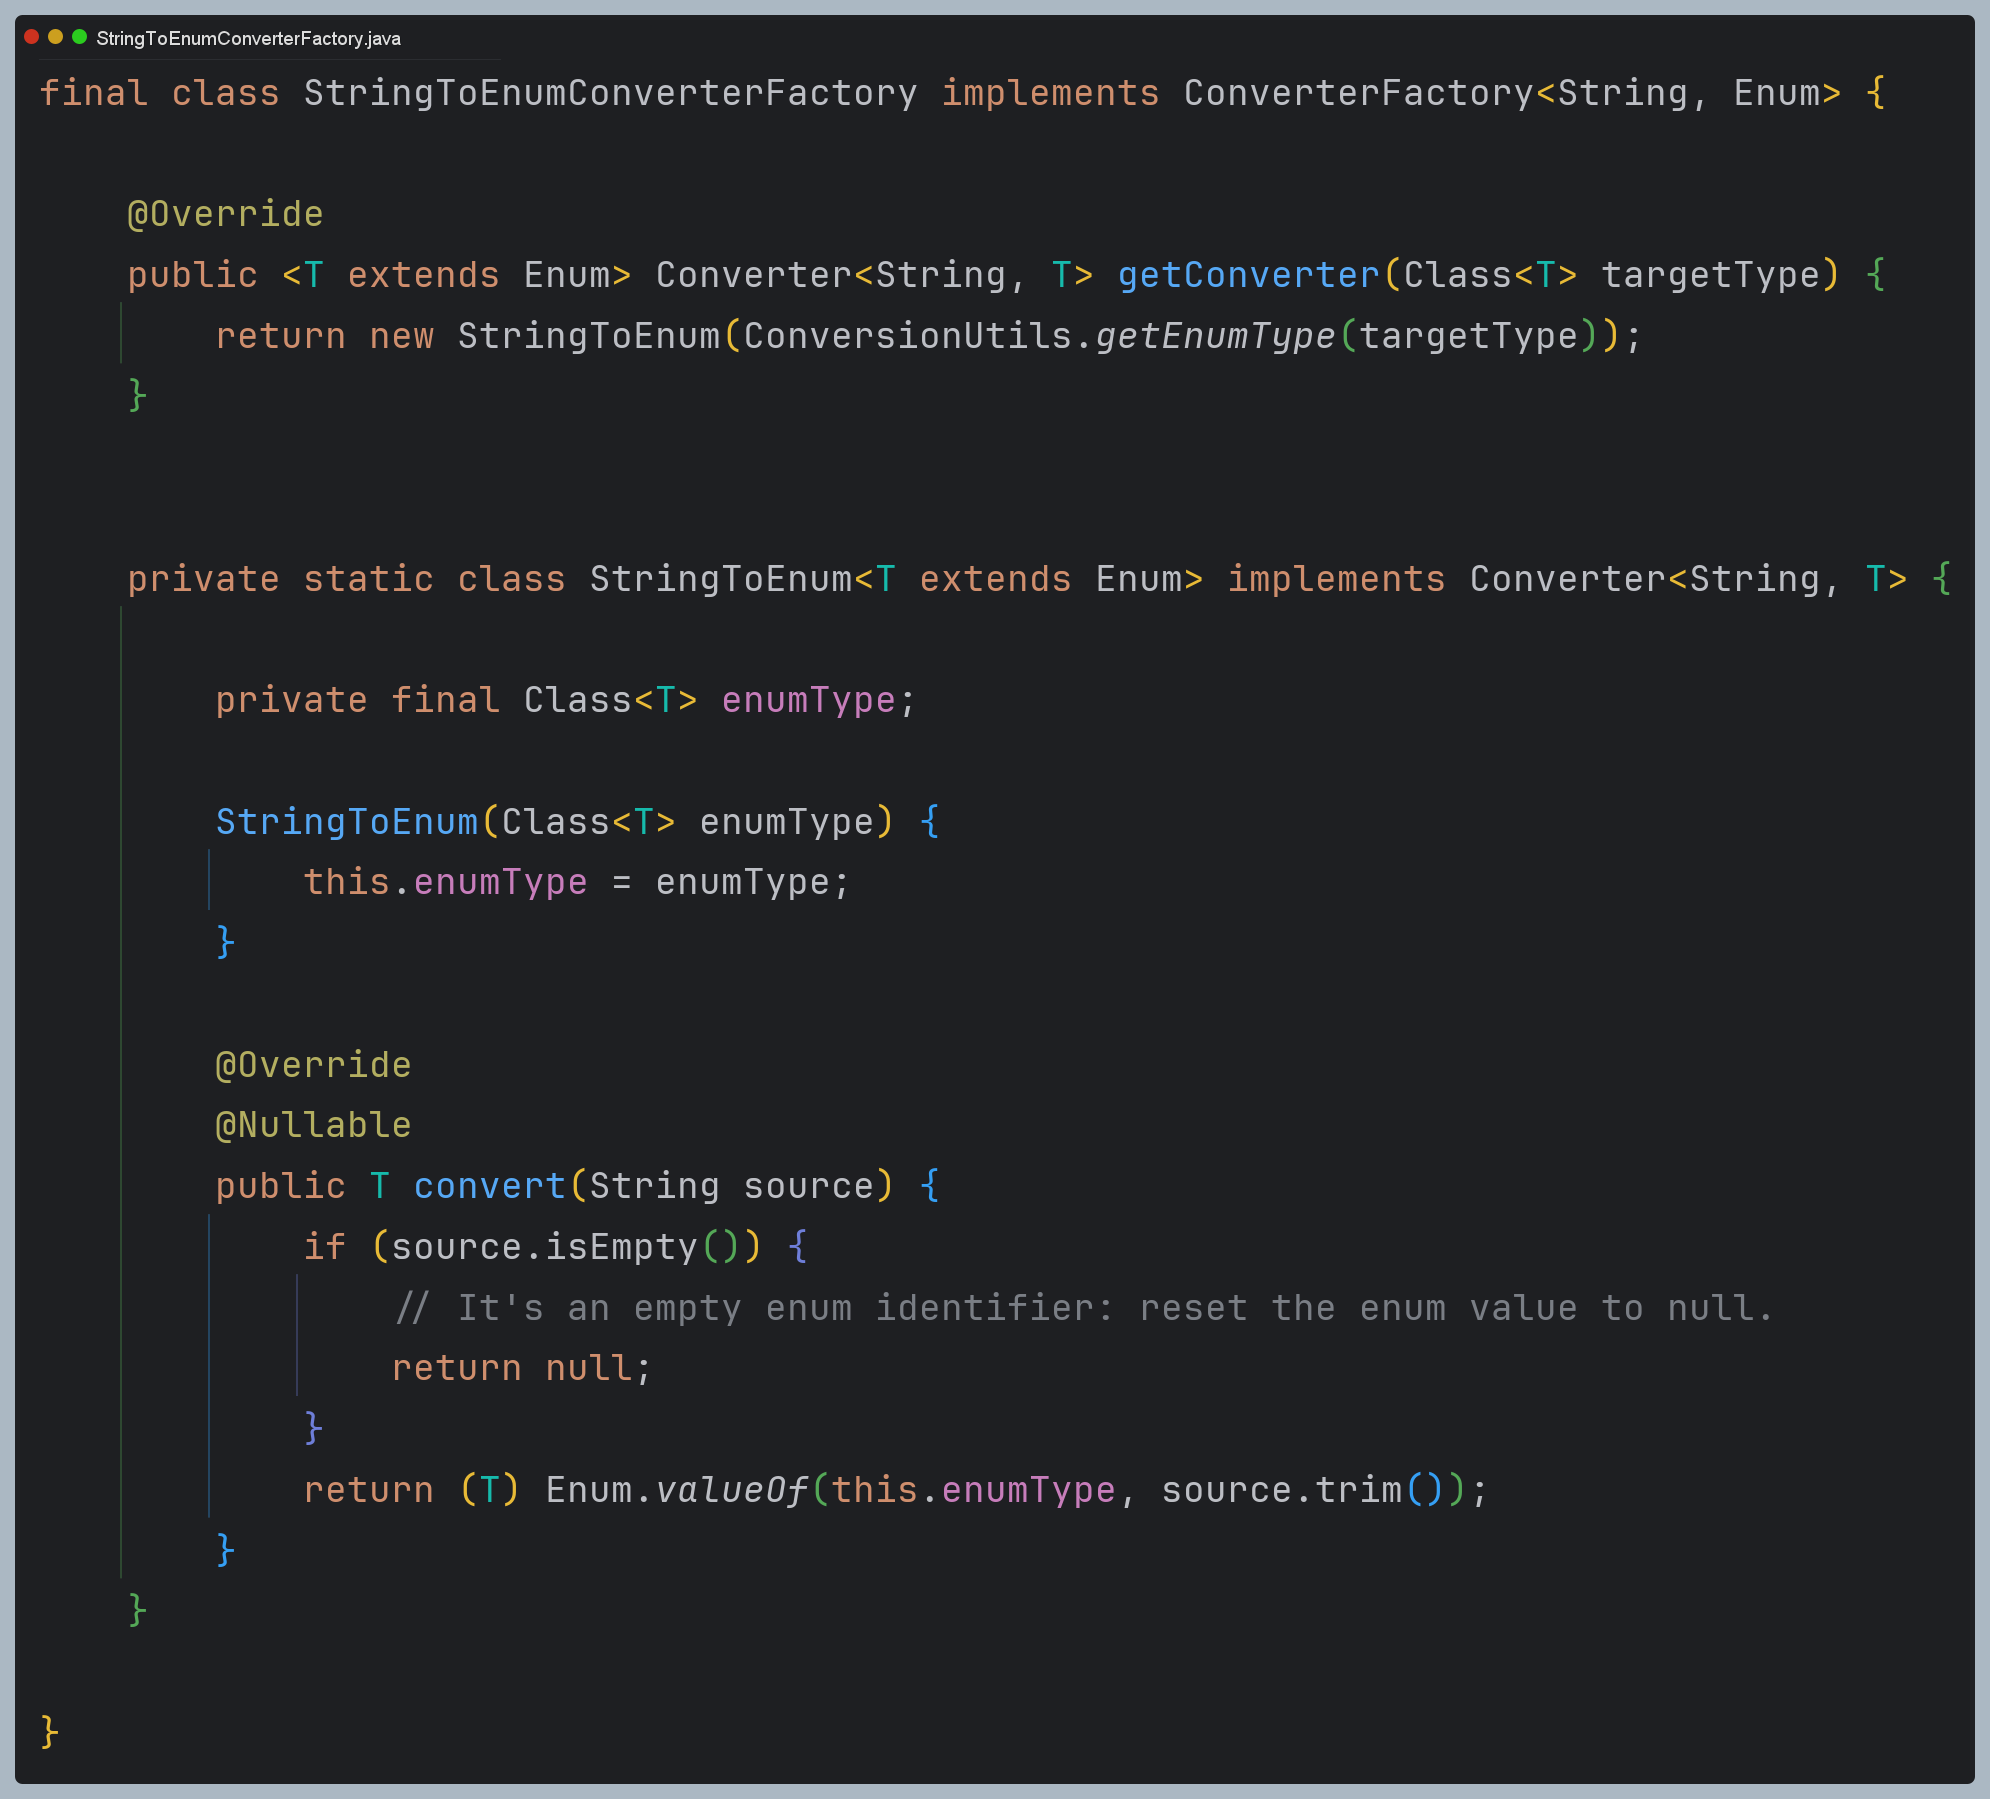 StringToEnumConverterFactory.java
final class StringToEnumConverterFactory implements ConverterFactory<String, Enum> {
@Override
public <T extends Enum> Converter<String, T> getConverter(Class<T> targetType) {
return new StringToEnum(ConversionUtils.getEnumType(targetType));
}
private static class StringToEnum<T extends Enum> implements Converter<String, T> {
private final Class<T> enumType;
StringToEnum(Class<T> enumType) {
this.enumType = enumType;
}
@Override
@Nullable
public T convert(String source) {
if (source.isEmpty()) {
// It's an empty enum identifier: reset the enum value to null.
return null;
}
return (T) Enum.valueOf(this.enumType, source.trim());
}
}
}